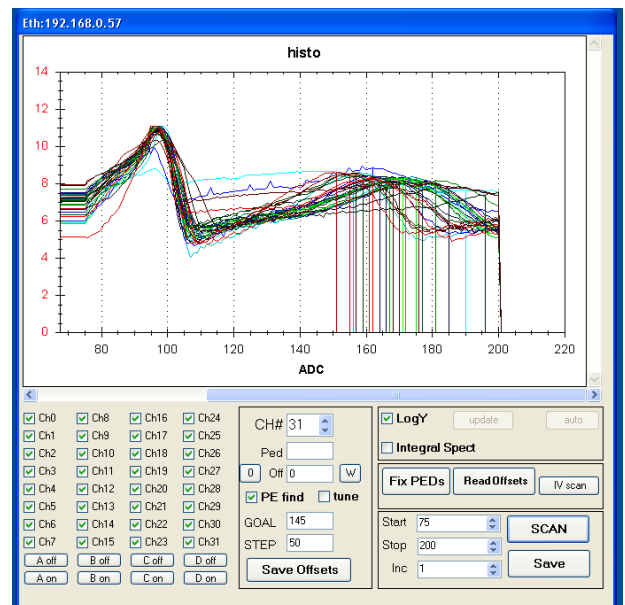 Eth:192.168.0.57
histo
14
12
10
8
6
4
2
0
80 100 120 140 160 180 200 220
ADC
Ch0 Ch8 Ch16 Ch24
Ch1 Ch9 Ch17 Ch25
Ch2 Ch10 Ch18 Ch26
Ch3 Ch11 Ch19 Ch27
Ch4 Ch12 Ch20 Ch28
Ch5 Ch13 Ch21 Ch29
Ch6 Ch14 Ch22 Ch30
Ch7 Ch15 Ch23 Ch31
A off B off C off D off
A on B on C on D on
CH# 31
Ped
0 Off 0 W
PE find tune
GOAL 145
STEP 50
Save Offsets
LogY update auto
Integral Spect
Fix PEDs Read Offsets IV scan
Start 75 SCAN
Stop 200
Inc 1 Save